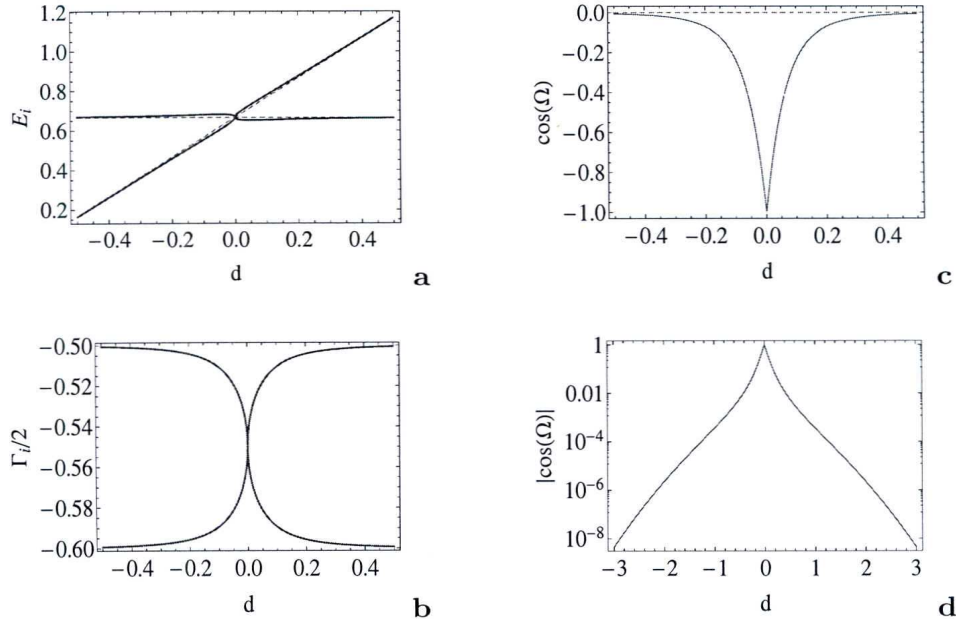 1.2
1.0
0.8
0.6
0.4
0.2
E_i
−0.4 −0.2 0.0 0.2 0.4
d
a
0.0
−0.2
−0.4
−0.6
−0.8
−1.0
cos(Ω)
−0.4 −0.2 0.0 0.2 0.4
d
c
−0.50
−0.52
−0.54
−0.56
−0.58
−0.60
Γ_i/2
−0.4 −0.2 0.0 0.2 0.4
d
b
1
0.01
10^−4
10^−6
10^−8
|cos(Ω)|
−3 −2 −1 0 1 2 3
d
d